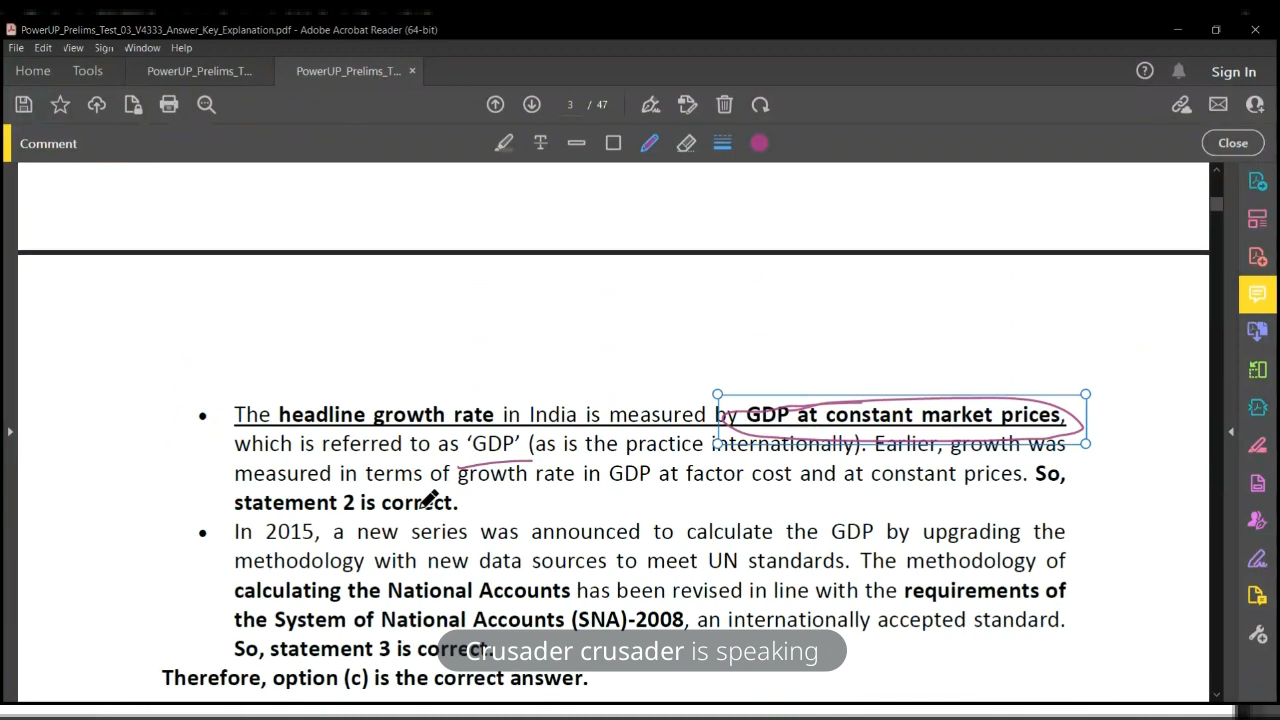 PowerUP_Prelims_Test_03_V4333_Answer_Key_Explanation.pdf - Adobe Acrobat Reader (64-bit)
File Edit View Sign Window Help
Home Tools PowerUP_Prelims_T... PowerUP_Prelims_T... × Sign In
3 / 47
Comment Close
• The headline growth rate in India is measured by GDP at constant market prices,
which is referred to as ‘GDP’ (as is the practice internationally). Earlier, growth was
measured in terms of growth rate in GDP at factor cost and at constant prices. So,
statement 2 is correct.
• In 2015, a new series was announced to calculate the GDP by upgrading the
methodology with new data sources to meet UN standards. The methodology of
calculating the National Accounts has been revised in line with the requirements of
the System of National Accounts (SNA)-2008, an internationally accepted standard.
So, statement 3 is correct.
Crusader crusader is speaking
Therefore, option (c) is the correct answer.